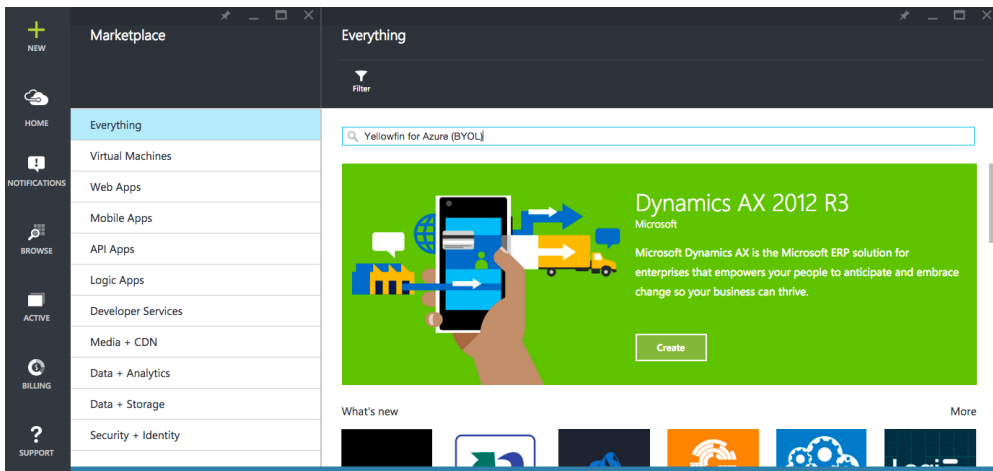 NEW
HOME
NOTIFICATIONS
BROWSE
ACTIVE
BILLING
SUPPORT
Marketplace
Everything
Virtual Machines
Web Apps
Mobile Apps
API Apps
Logic Apps
Developer Services
Media + CDN
Data + Analytics
Data + Storage
Security + Identity
Everything
Filter
Yellowfin for Azure (BYOL)
Dynamics AX 2012 R3
Microsoft
Microsoft Dynamics AX is the Microsoft ERP solution for
enterprises that empowers your people to anticipate and embrace
change so your business can thrive.
Create
What's new
More